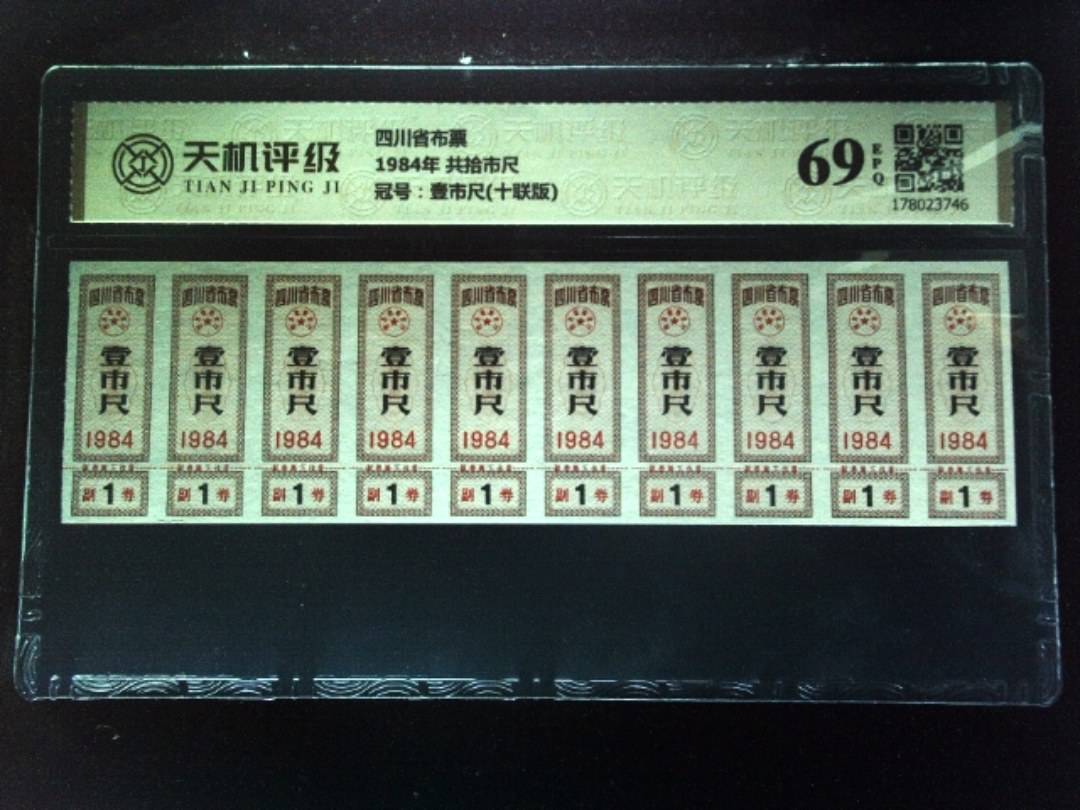 天机评级
TIAN JI PING JI
四川省布票
1984年 共拾市尺
冠号：壹市尺(十联版)
69
EPQ
178023746
四川省布票 四川省布票 四川省布票 四川省布票 四川省布票 四川省布票 四川省布票 四川省布票 四川省布票 四川省布票
壹市尺 壹市尺 壹市尺 壹市尺 壹市尺 壹市尺 壹市尺 壹市尺 壹市尺 壹市尺
1984 1984 1984 1984 1984 1984 1984 1984 1984 1984
副1券 副1券 副1券 副1券 副1券 副1券 副1券 副1券 副1券 副1券